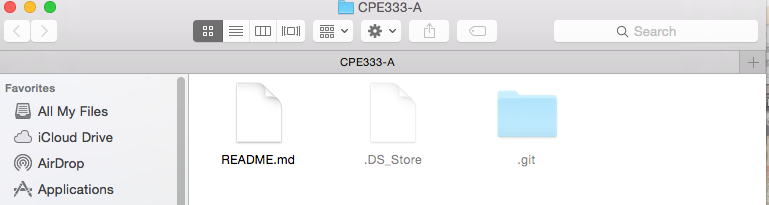 CPE333-A
Search
CPE333-A
Favorites
All My Files
iCloud Drive
AirDrop
Applications
README.md
.DS_Store
.git